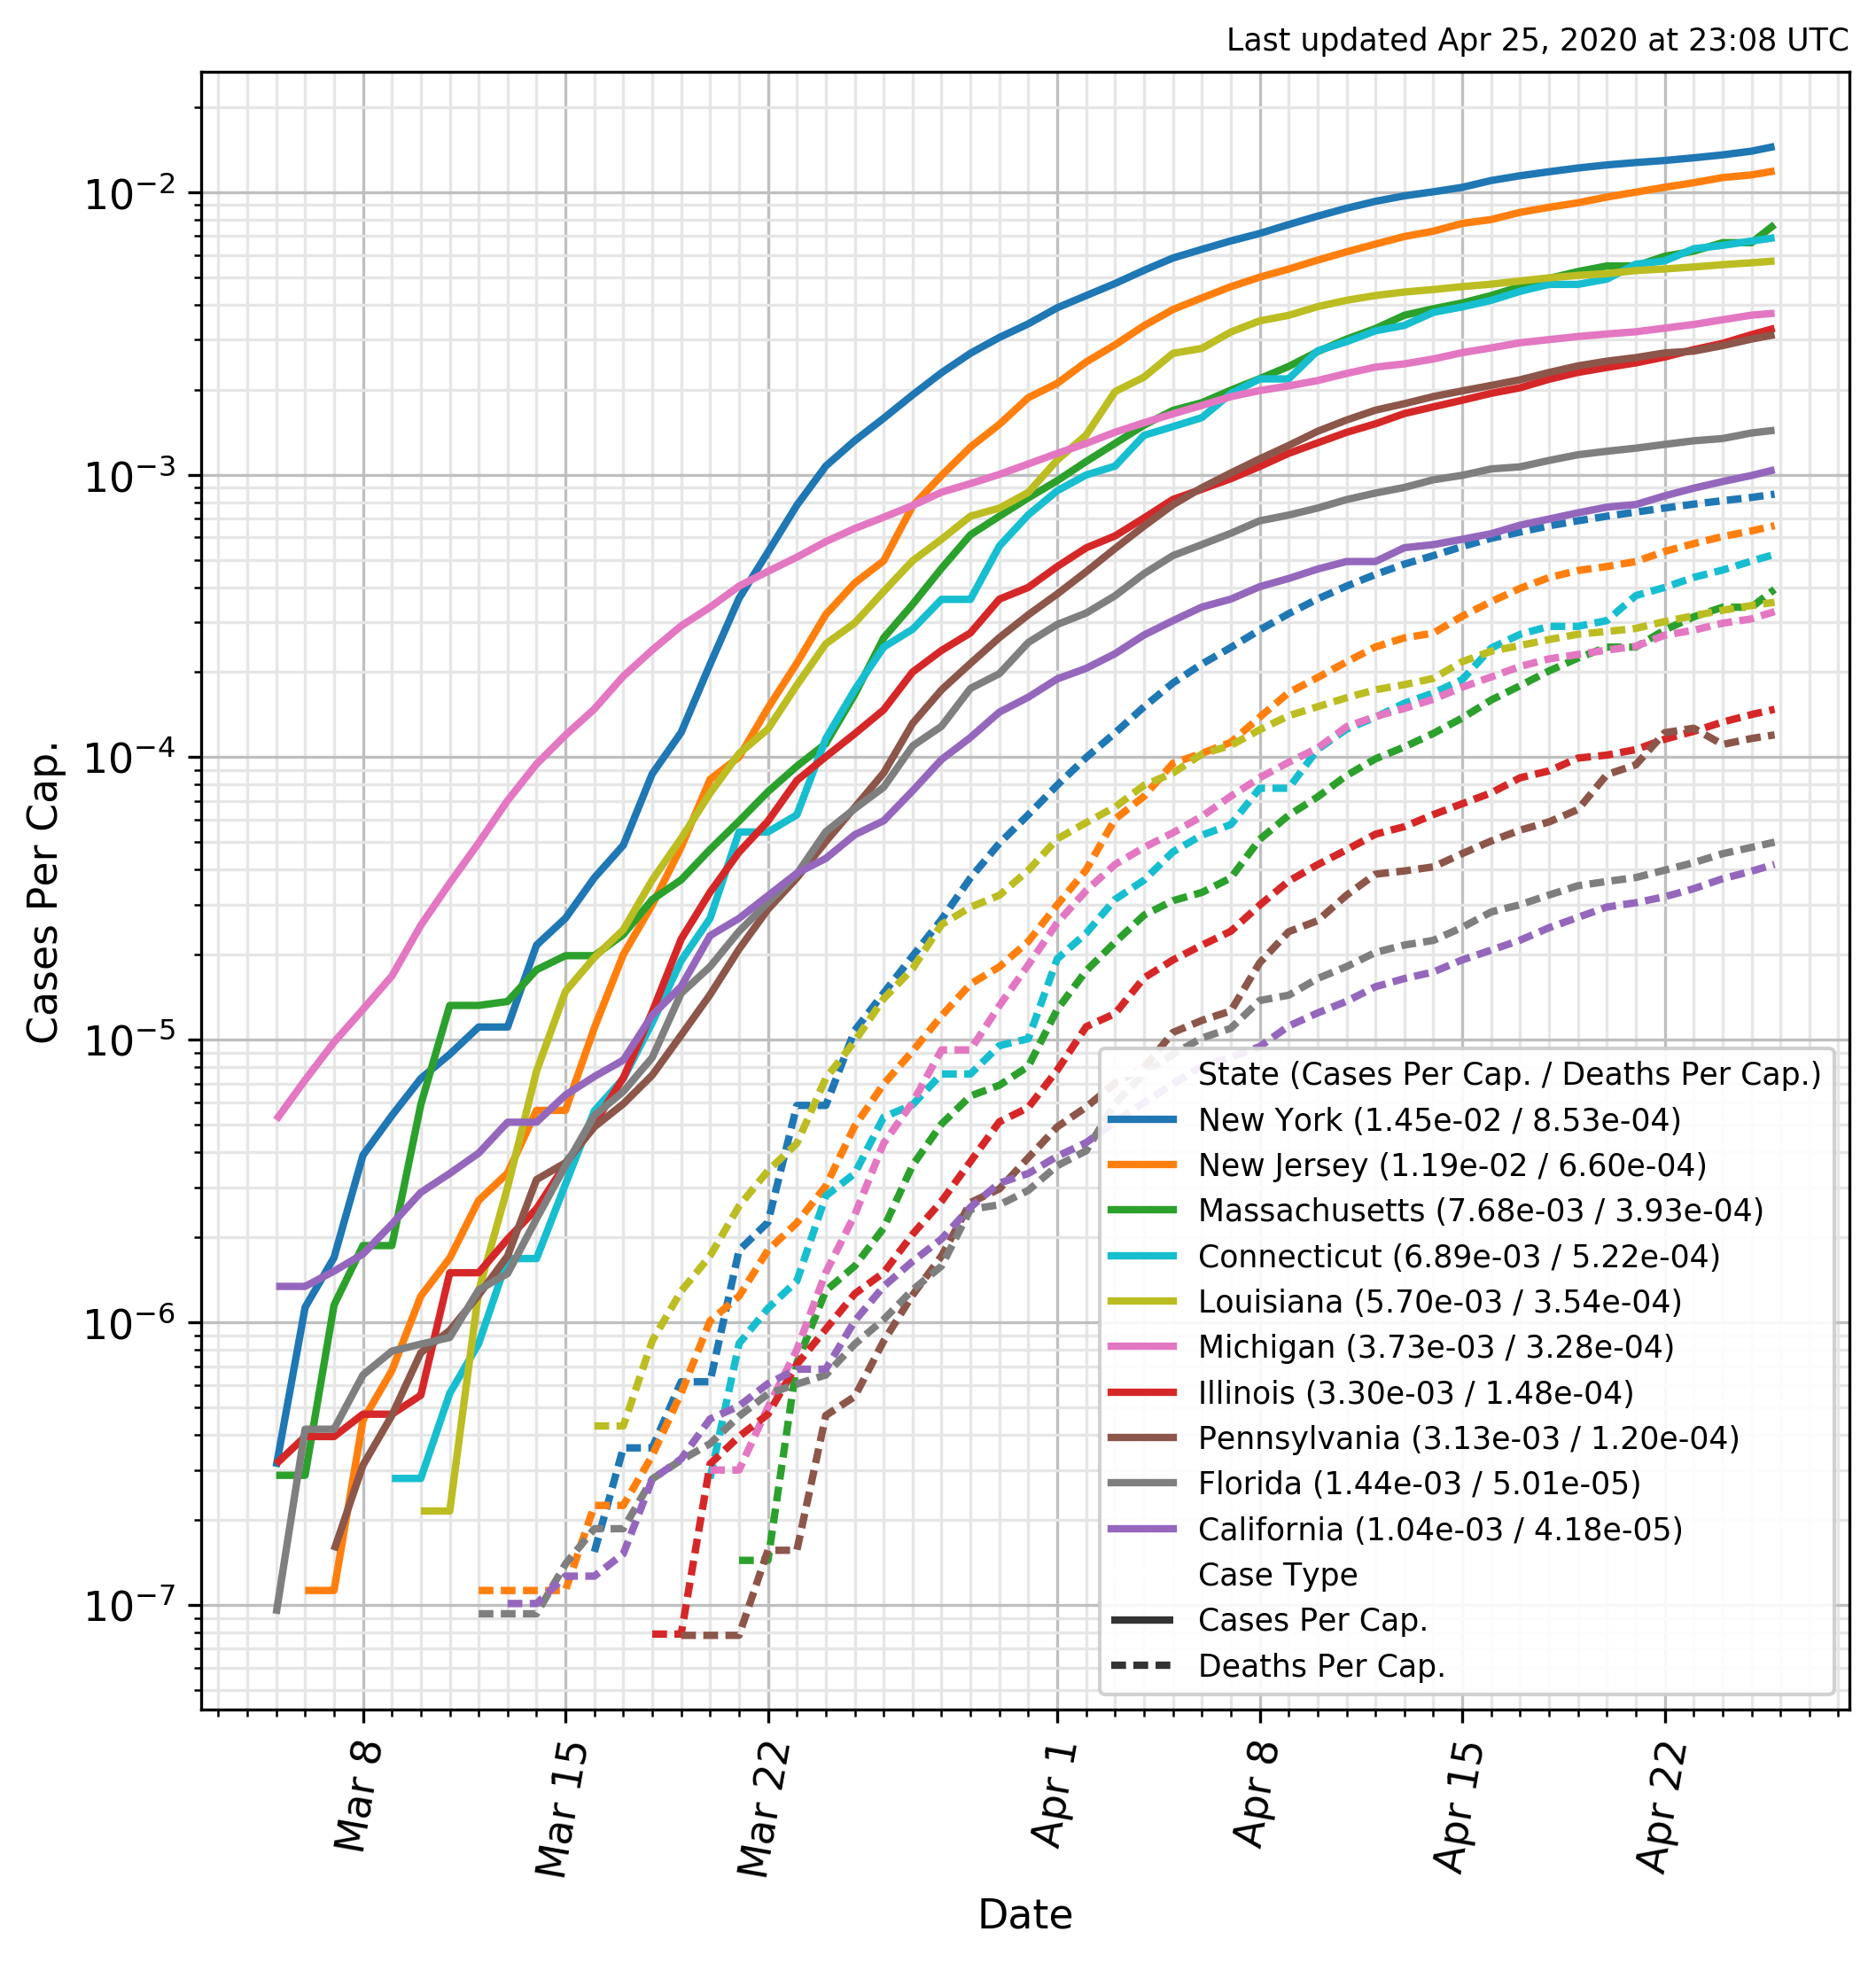 Last updated Apr 25, 2020 at 23:08 UTC
Cases Per Cap.
10⁻²
10⁻³
10⁻⁴
10⁻⁵
10⁻⁶
10⁻⁷
State (Cases Per Cap. / Deaths Per Cap.)
New York (1.45e-02 / 8.53e-04)
New Jersey (1.19e-02 / 6.60e-04)
Massachusetts (7.68e-03 / 3.93e-04)
Connecticut (6.89e-03 / 5.22e-04)
Louisiana (5.70e-03 / 3.54e-04)
Michigan (3.73e-03 / 3.28e-04)
Illinois (3.30e-03 / 1.48e-04)
Pennsylvania (3.13e-03 / 1.20e-04)
Florida (1.44e-03 / 5.01e-05)
California (1.04e-03 / 4.18e-05)
Case Type
Cases Per Cap.
Deaths Per Cap.
Mar 8
Mar 15
Mar 22
Apr 1
Apr 8
Apr 15
Apr 22
Date